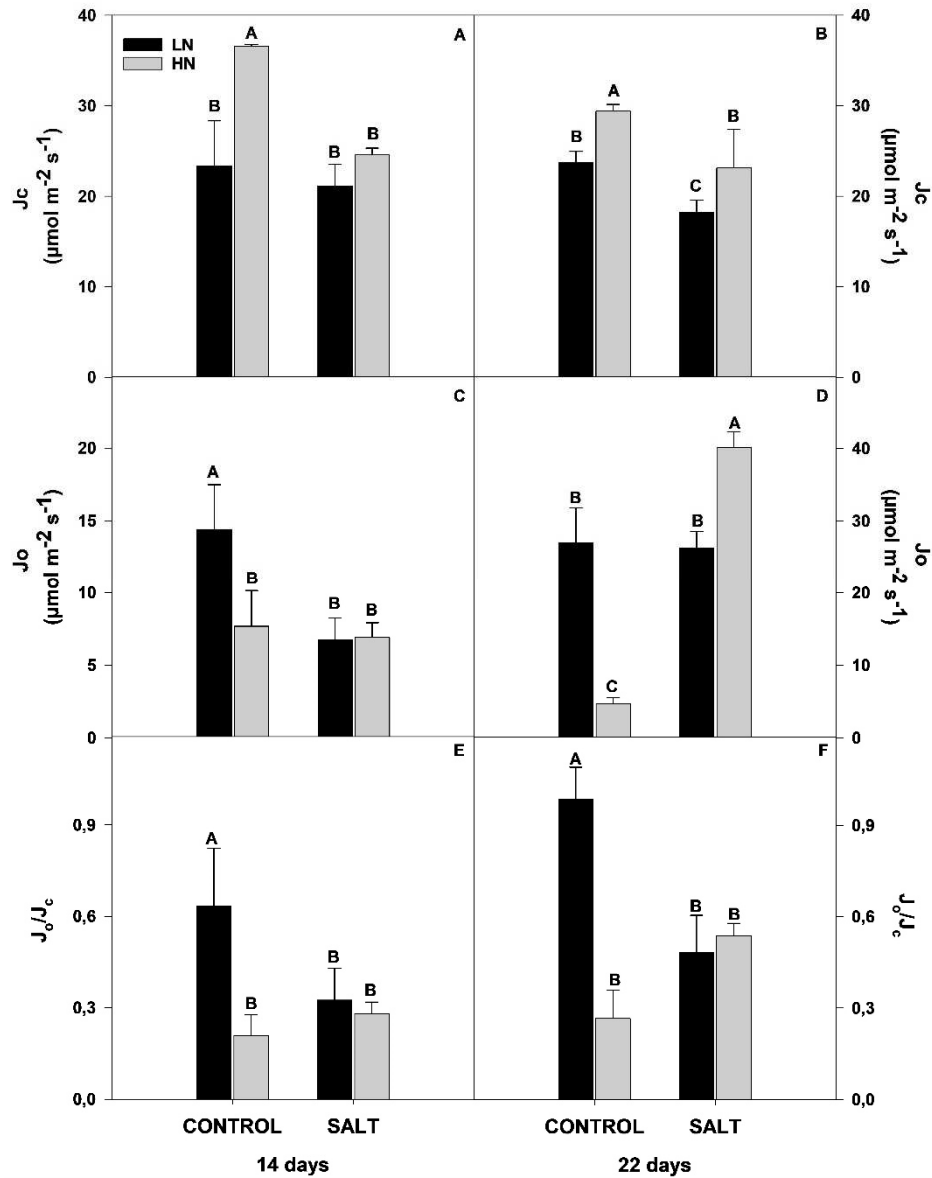 40 A B 40
LN
HN
A
B
B
B
B
A
C
B
30 30
20 20
10 10
0 0
Jc
(µmol m-2 s-1)
Jc
(µmol m-2 s-1)
C D
20 40
15 30
10 20
5 10
0 0
A
B
B
B
B
C
B
A
Jo
(µmol m-2 s-1)
Jo
(µmol m-2 s-1)
E F
0,9 0,9
0,6 0,6
0,3 0,3
0,0 0,0
A
B
B
B
A
B
B
B
Jo/Jc
Jo/Jc
CONTROL SALT CONTROL SALT
14 days 22 days